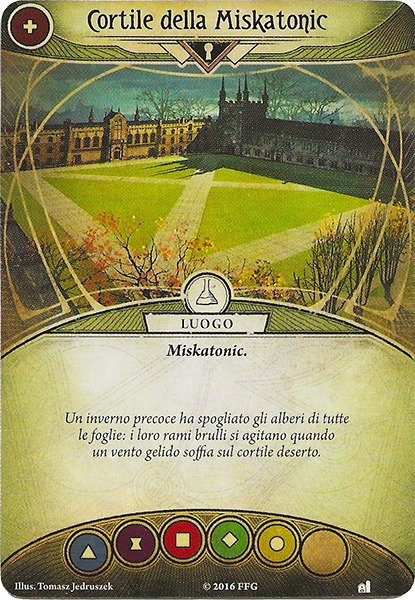 Cortile della Miskatonic
LUOGO
Miskatonic.
Un inverno precoce ha spogliato gli alberi di tutte
le foglie: i loro rami brulli si agitano quando
un vento gelido soffia sul cortile deserto.
Illus. Tomasz Jedruszek
© 2016 FFG